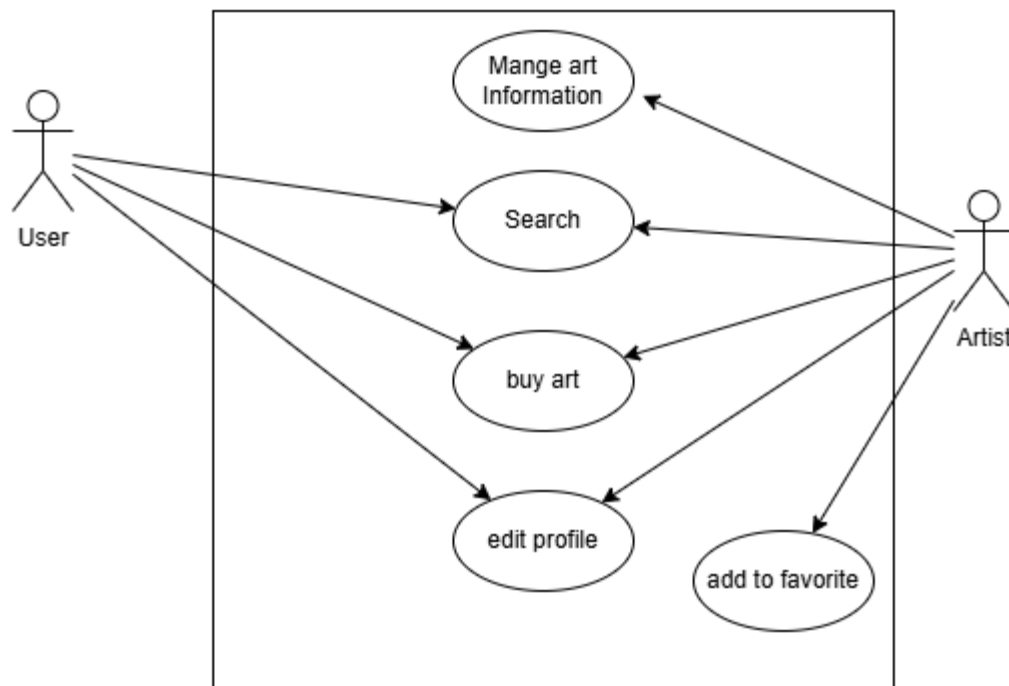 Mange art
Information
User
Search
Artist
buy art
edit profile
add to favorite